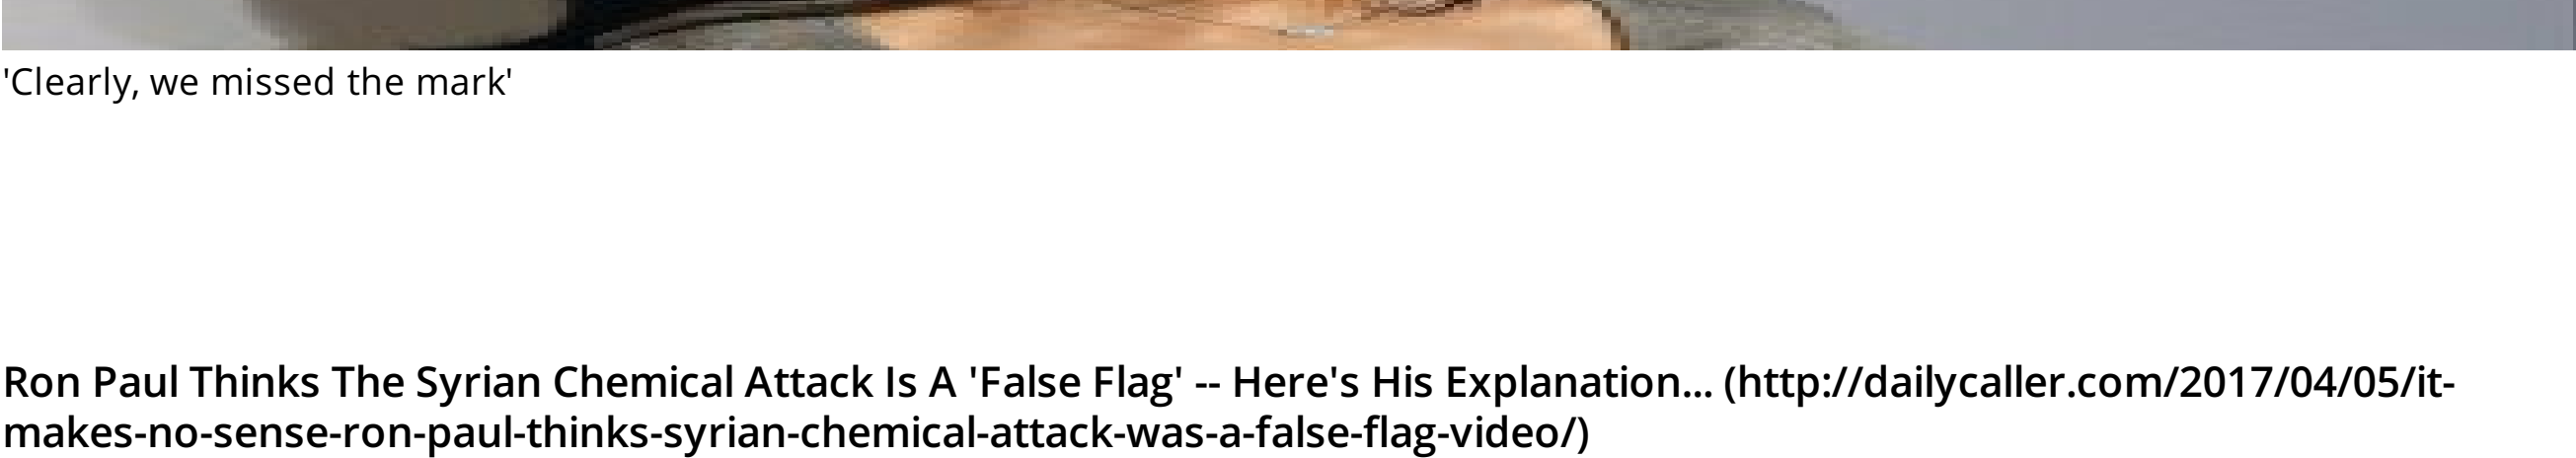 'Clearly, we missed the mark'
Ron Paul Thinks The Syrian Chemical Attack Is A 'False Flag' -- Here's His Explanation... (http://dailycaller.com/2017/04/05/it-
makes-no-sense-ron-paul-thinks-syrian-chemical-attack-was-a-false-flag-video/)